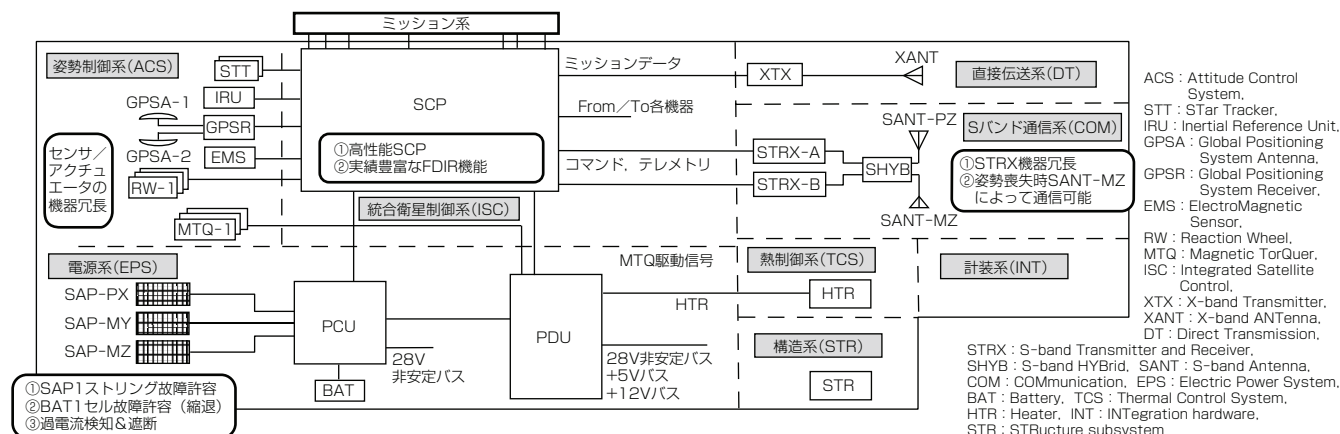 ミッション系
姿勢制御系(ACS)
STT
IRU
GPSA-1
GPSR
GPSA-2
EMS
RW-1
MTQ-1
センサ／
アクチュ
エータの
機器冗長
SCP
①高性能SCP
②実績豊富なFDIR機能
統合衛星制御系(ISC)
ミッションデータ
From／To各機器
コマンド，テレメトリ
XTX
XANT
直接伝送系(DT)
SANT-PZ
Sバンド通信系(COM)
STRX-A
STRX-B
SHYB
SANT-MZ
①STRX機器冗長
②姿勢喪失時SANT-MZ
によって通信可能
電源系(EPS)
SAP-PX
SAP-MY
SAP-MZ
PCU
BAT
28V
非安定バス
PDU
MTQ駆動信号
HTR
28V非安定バス
+5Vバス
+12Vバス
熱制御系(TCS)
HTR
計装系(INT)
構造系(STR)
STR
①SAP1ストリング故障許容
②BAT1セル故障許容（縮退）
③過電流検知＆遮断
ACS：Attitude Control
System,
STT：STar Tracker,
IRU：Inertial Reference Unit,
GPSA：Global Positioning
System Antenna,
GPSR：Global Positioning
System Receiver,
EMS：ElectroMagnetic
Sensor,
RW：Reaction Wheel,
MTQ：Magnetic TorQuer,
ISC：Integrated Satellite
Control,
XTX：X-band Transmitter,
XANT：X-band ANTenna,
DT：Direct Transmission,
STRX：S-band Transmitter and Receiver,
SHYB：S-band HYBrid, SANT：S-band Antenna,
COM：COMmunication, EPS：Electric Power System,
BAT：Battery, TCS：Thermal Control System,
HTR：Heater, INT：INTegration hardware,
STR：STRucture subsystem